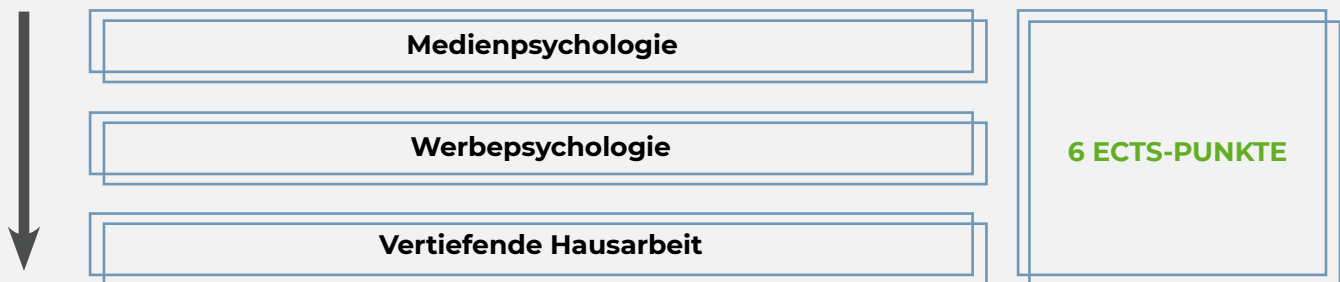 Medienpsychologie
Werbepsychologie
6 ECTS-PUNKTE
Vertiefende Hausarbeit